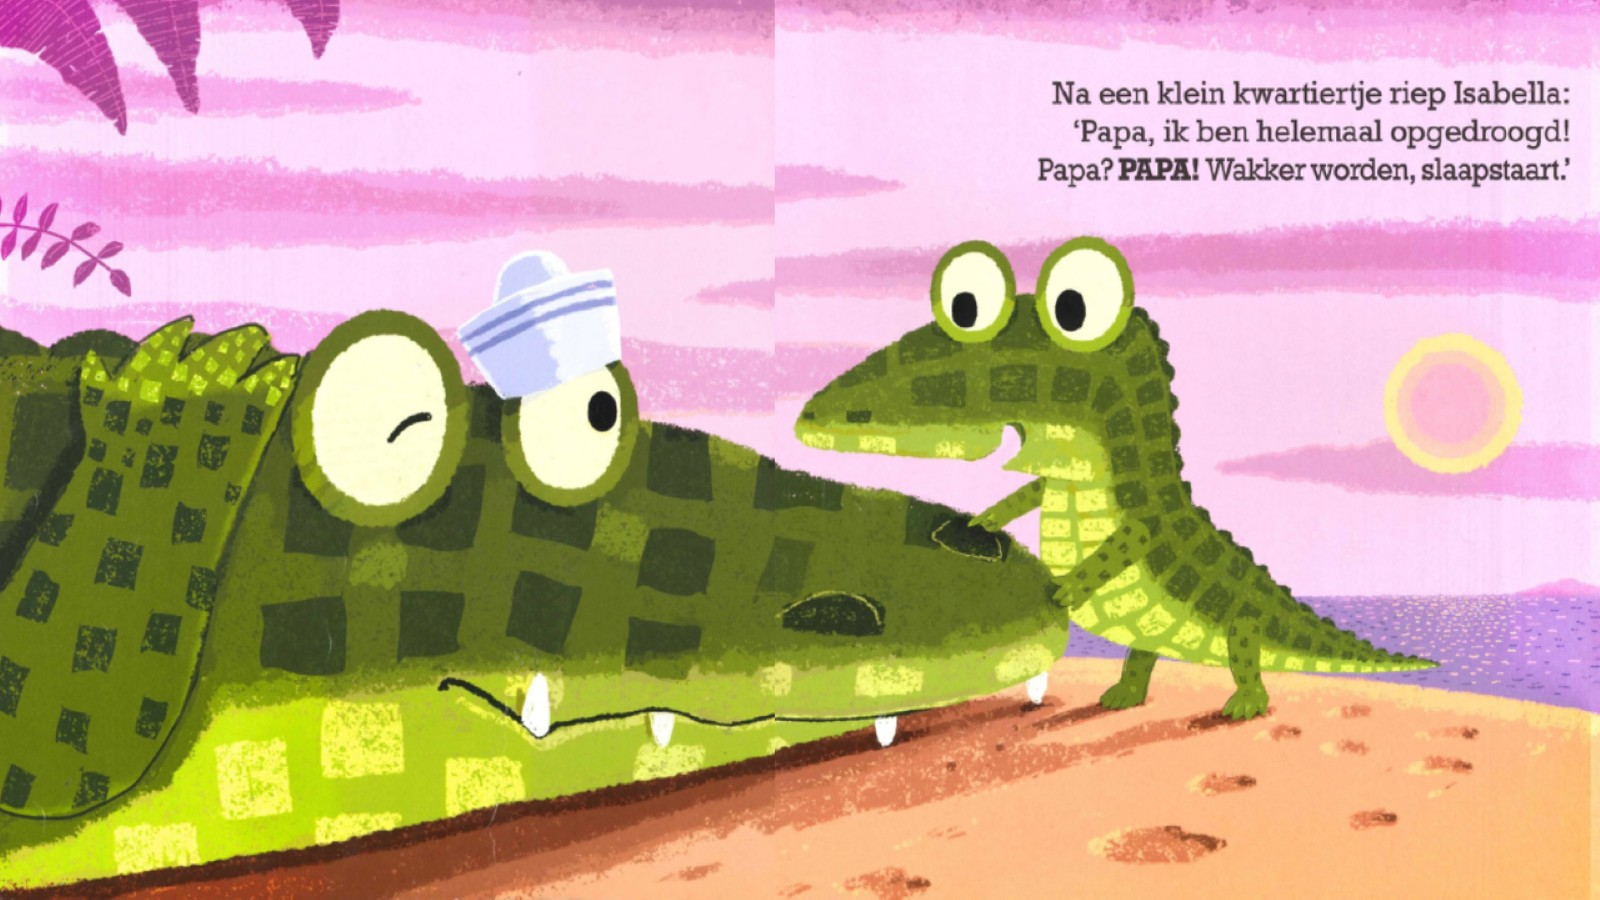 Na een klein kwartiertje riep Isabella:
‘Papa, ik ben helemaal opgedroogd!
Papa? PAPA! Wakker worden, slaapstaart.’